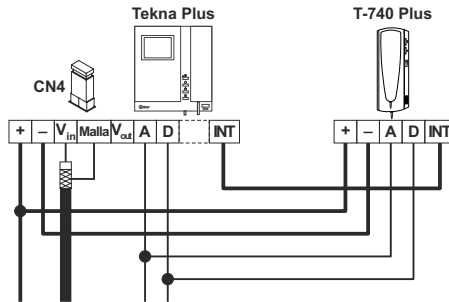 Tekna Plus
T-740 Plus
CN4
+ – Vin Malla Vout A D INT
+ – A D INT